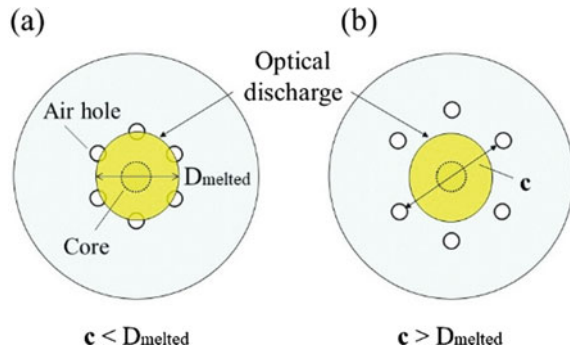 (a)
(b)
Optical
discharge
Air hole
Dmelted
Core
c
c < Dmelted
c > Dmelted